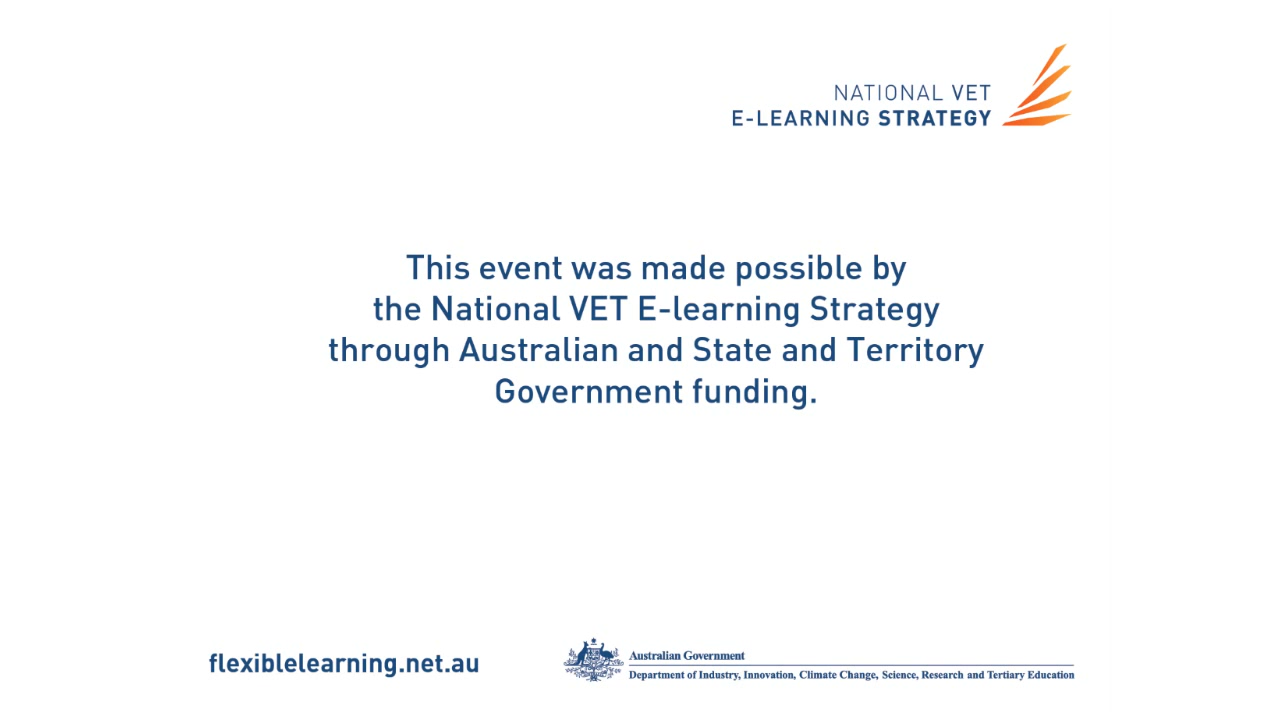 NATIONAL VET
E-LEARNING STRATEGY
This event was made possible by
the National VET E-learning Strategy
through Australian and State and Territory
Government funding.
flexiblelearning.net.au
Australian Government
Department of Industry, Innovation, Climate Change, Science, Research and Tertiary Education